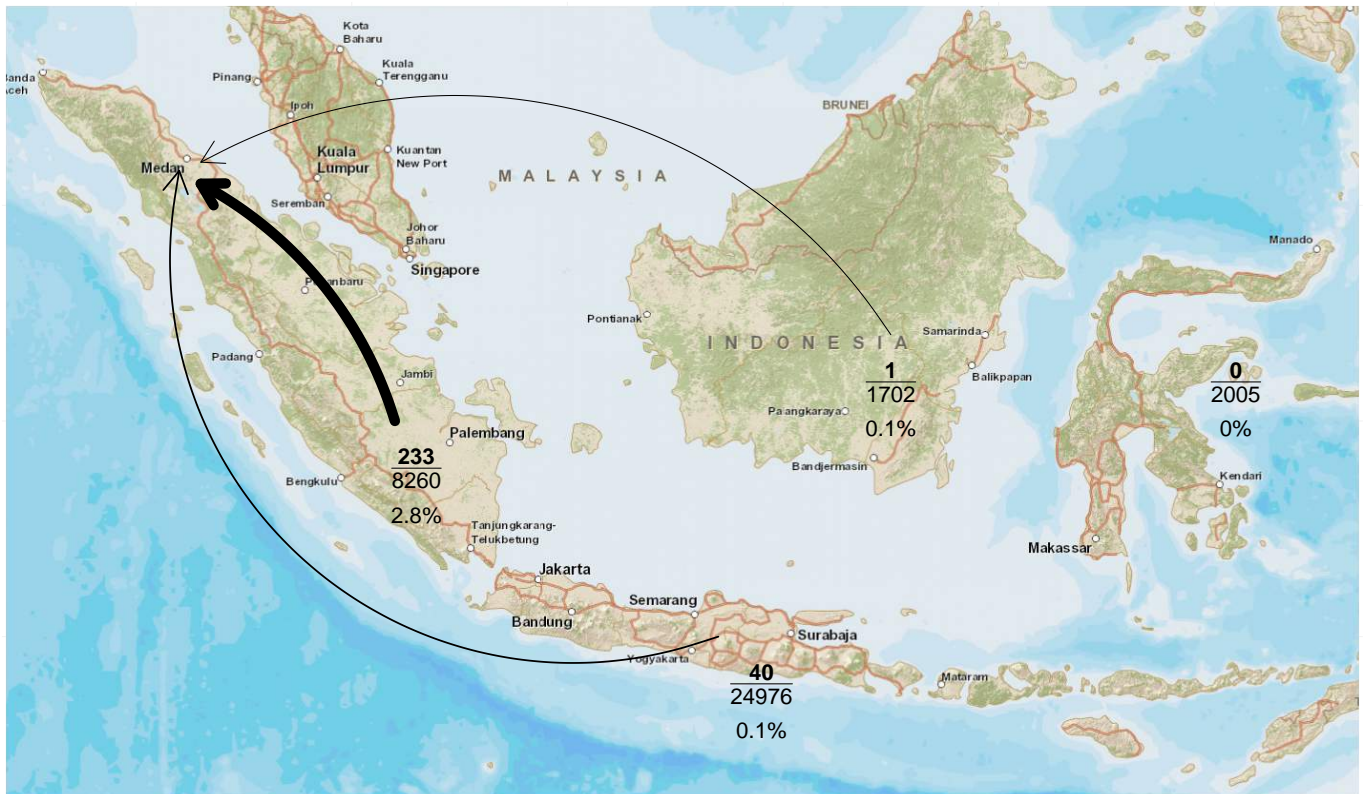 Kota
Baharu
Banda
Aceh
Pinang
Kuala
Terengganu
Ipoh
BRUNEI
Medan
Kuala
Lumpur
Kuantan
New Port
MALAYSIA
Seremban
Johor
Baharu
Singapore
Manado
Pontianak
INDONESIA
Samarinda
Padang
Jambi
Balikpapan
1
1702
0.1%
0
2005
0%
Palembang
Bandjermasin
233
8260
2.8%
Bengkulu
Kendari
Tanjungkarang-
Telukbetung
Makassar
Jakarta
Semarang
Bandung
Surabaja
Yogyakarta
40
24976
0.1%
Mataram